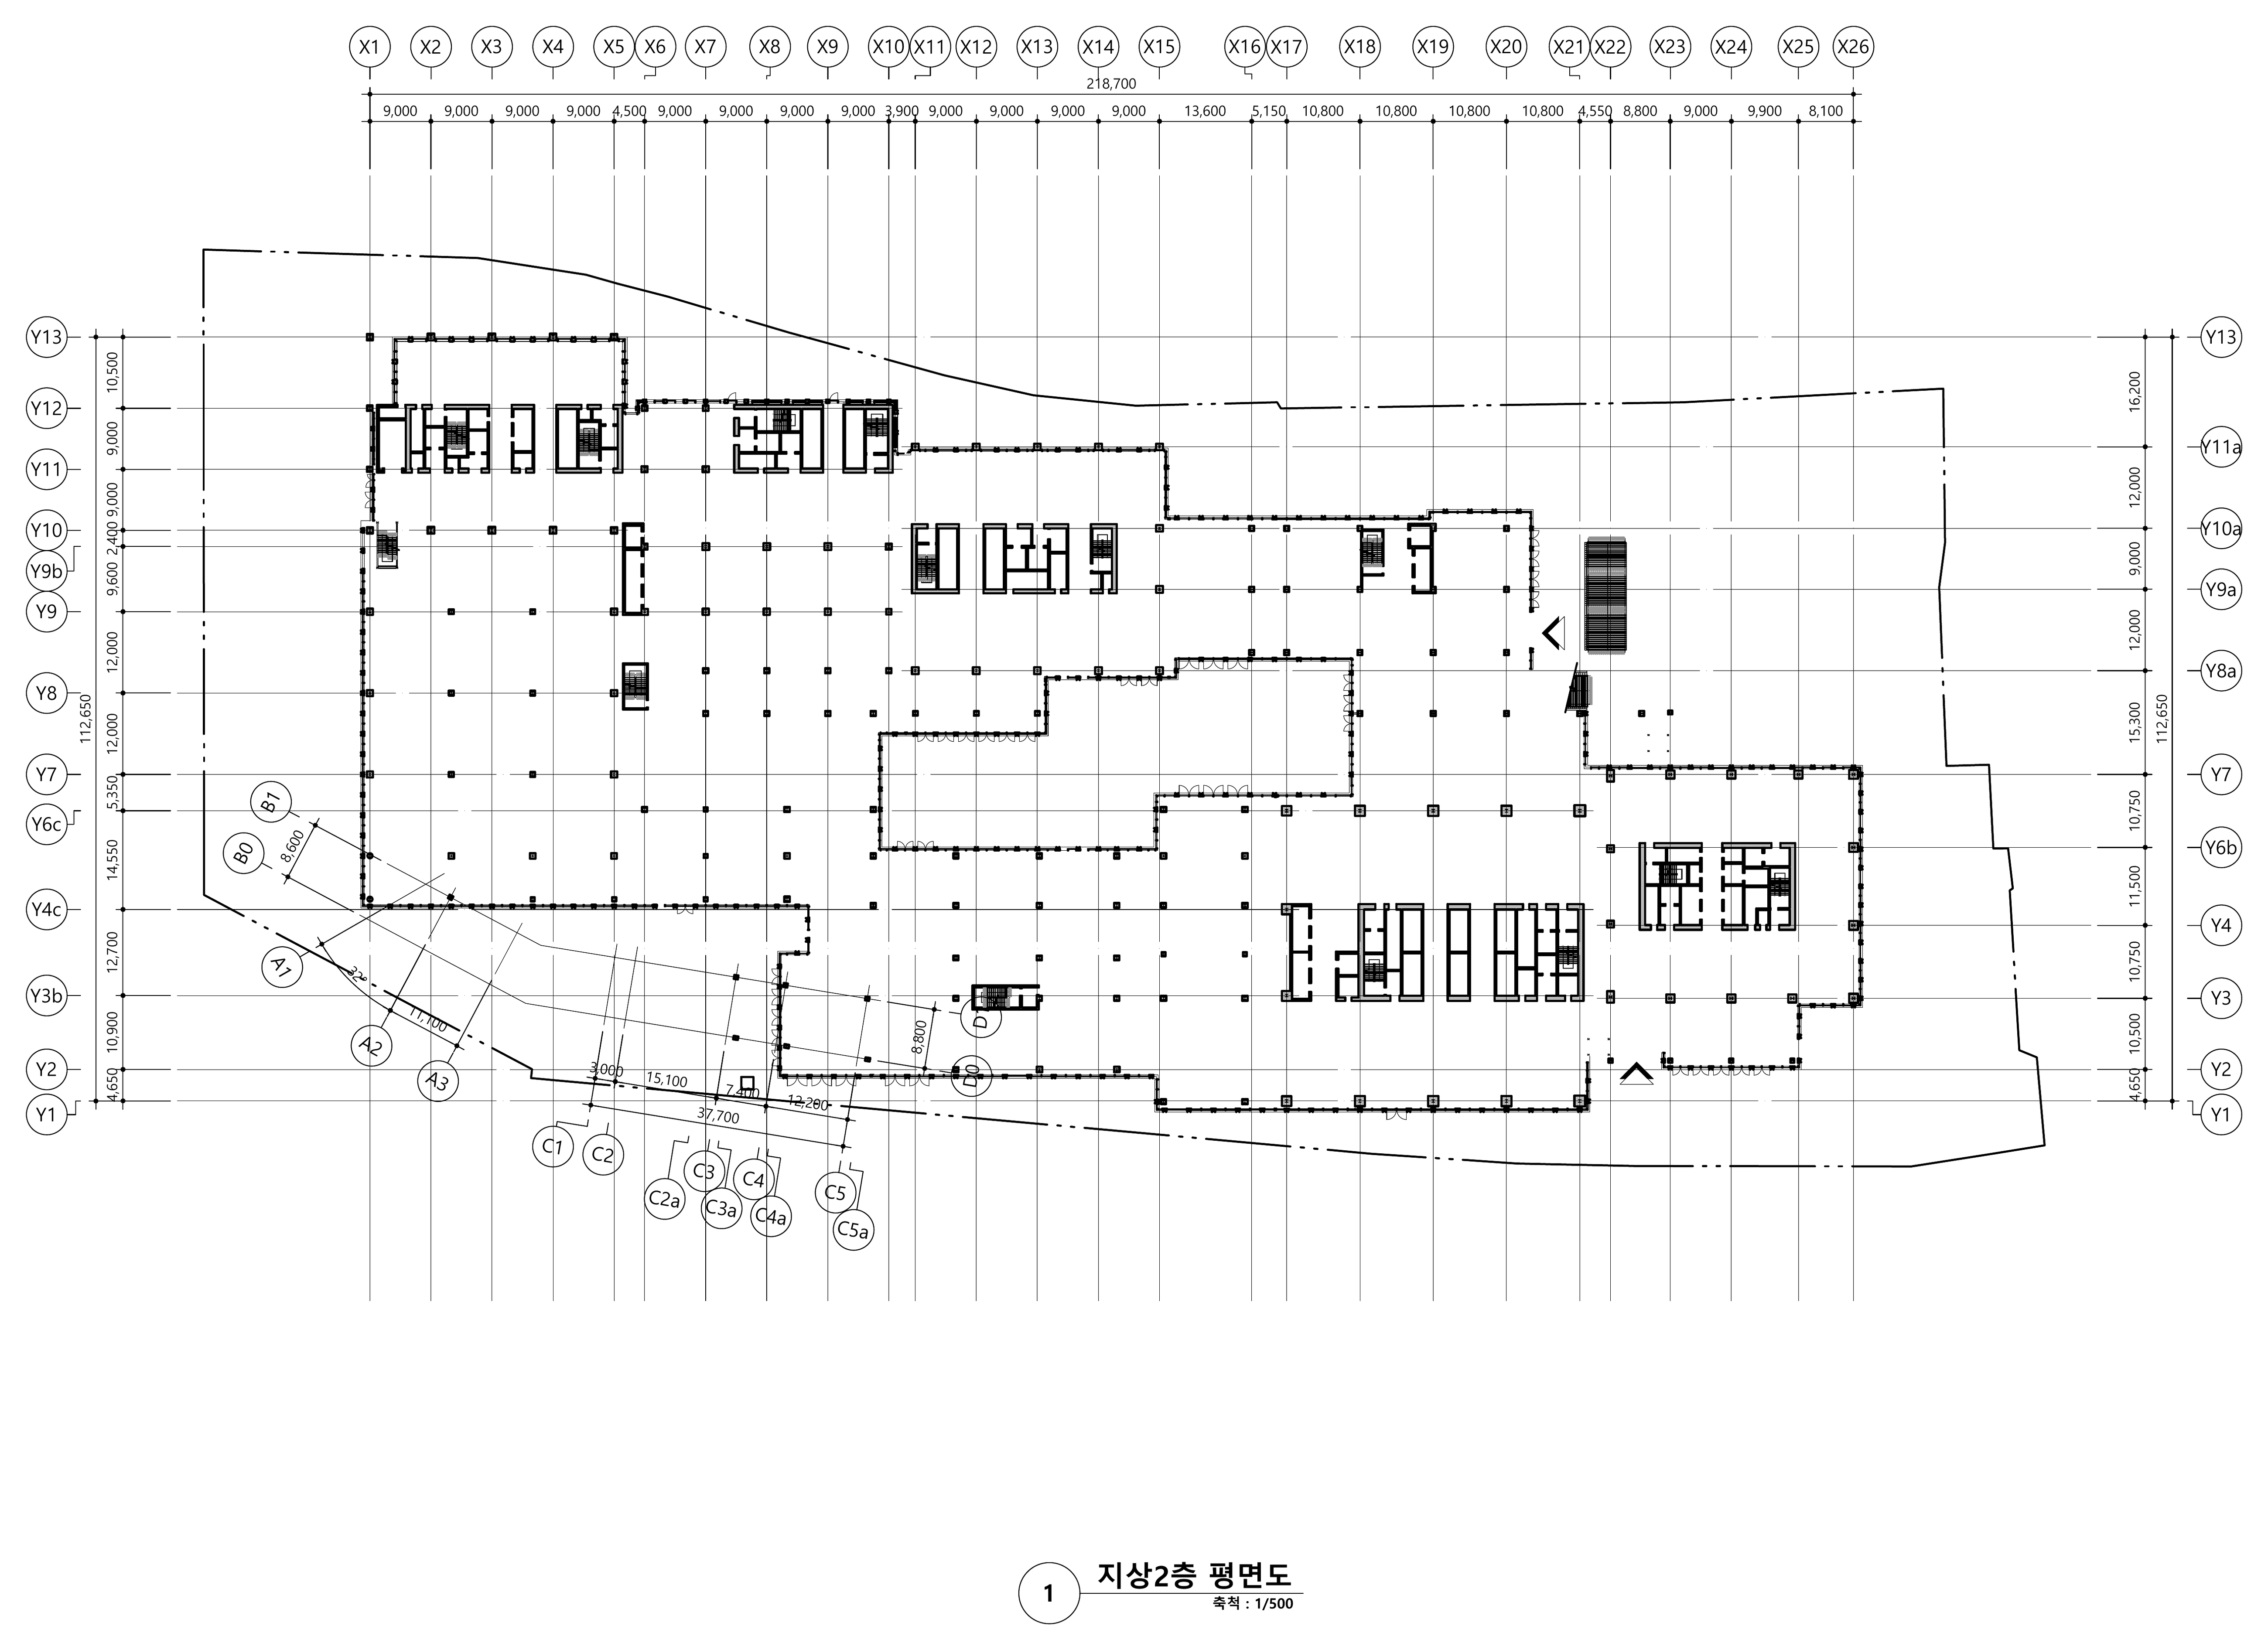 X1 X2 X3 X4 X5 X6 X7 X8 X9 X10 X11 X12 X13 X14 X15 X16 X17 X18 X19 X20 X21 X22 X23 X24 X25 X26
218,700
9,000 9,000 9,000 9,000 4,500 9,000 9,000 9,000 9,000 3,900 9,000 9,000 9,000 9,000 13,600 5,150 10,800 10,800 10,800 10,800 4,550 8,800 9,000 9,900 8,100
Y13
Y12
Y11
Y10
Y9b
Y9
Y8
Y7
Y6c
Y4c
Y3b
Y2
Y1
10,500
9,000
9,000
2,400
9,600
12,000
12,000
5,350
14,550
12,700
10,900
4,650
112,650
B1
B0
8,600
A1
A2
A3
32°
11,100
3,000
15,100
7,400
12,200
37,700
8,800
D1
D0
C1
C2
C2a
C3
C3a
C4
C4a
C5
C5a
Y13
Y11a
Y10a
Y9a
Y8a
Y7
Y6b
Y4
Y3
Y2
Y1
16,200
12,000
9,000
12,000
15,300
10,750
11,500
10,750
10,500
4,650
112,650
1
지상2층 평면도
축척 : 1/500